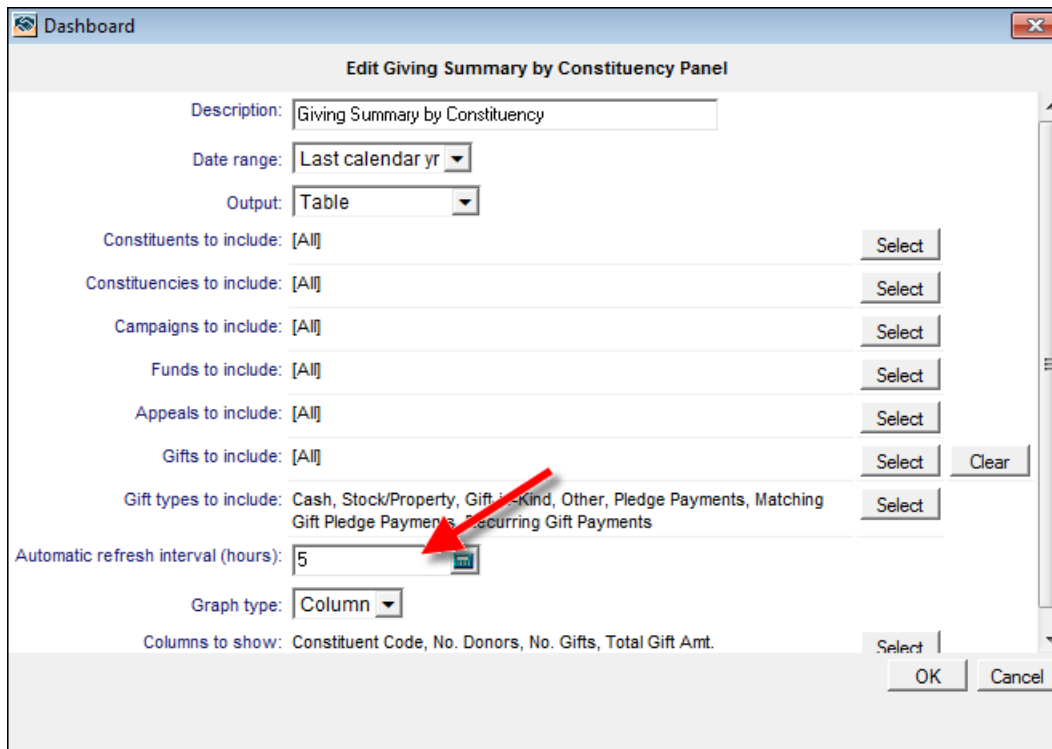 Dashboard
Edit Giving Summary by Constituency Panel
Description: Giving Summary by Constituency
Date range: Last calendar yr
Output: Table
Constituents to include: [All] Select
Constituencies to include: [All] Select
Campaigns to include: [All] Select
Funds to include: [All] Select
Appeals to include: [All] Select
Gifts to include: [All] Select Clear
Gift types to include: Cash, Stock/Property, Gift-in-Kind, Other, Pledge Payments, Matching Select
Gift Pledge Payments, Recurring Gift Payments
Automatic refresh interval (hours): 5
Graph type: Column
Columns to show: Constituent Code, No. Donors, No. Gifts, Total Gift Amt. Select
OK Cancel